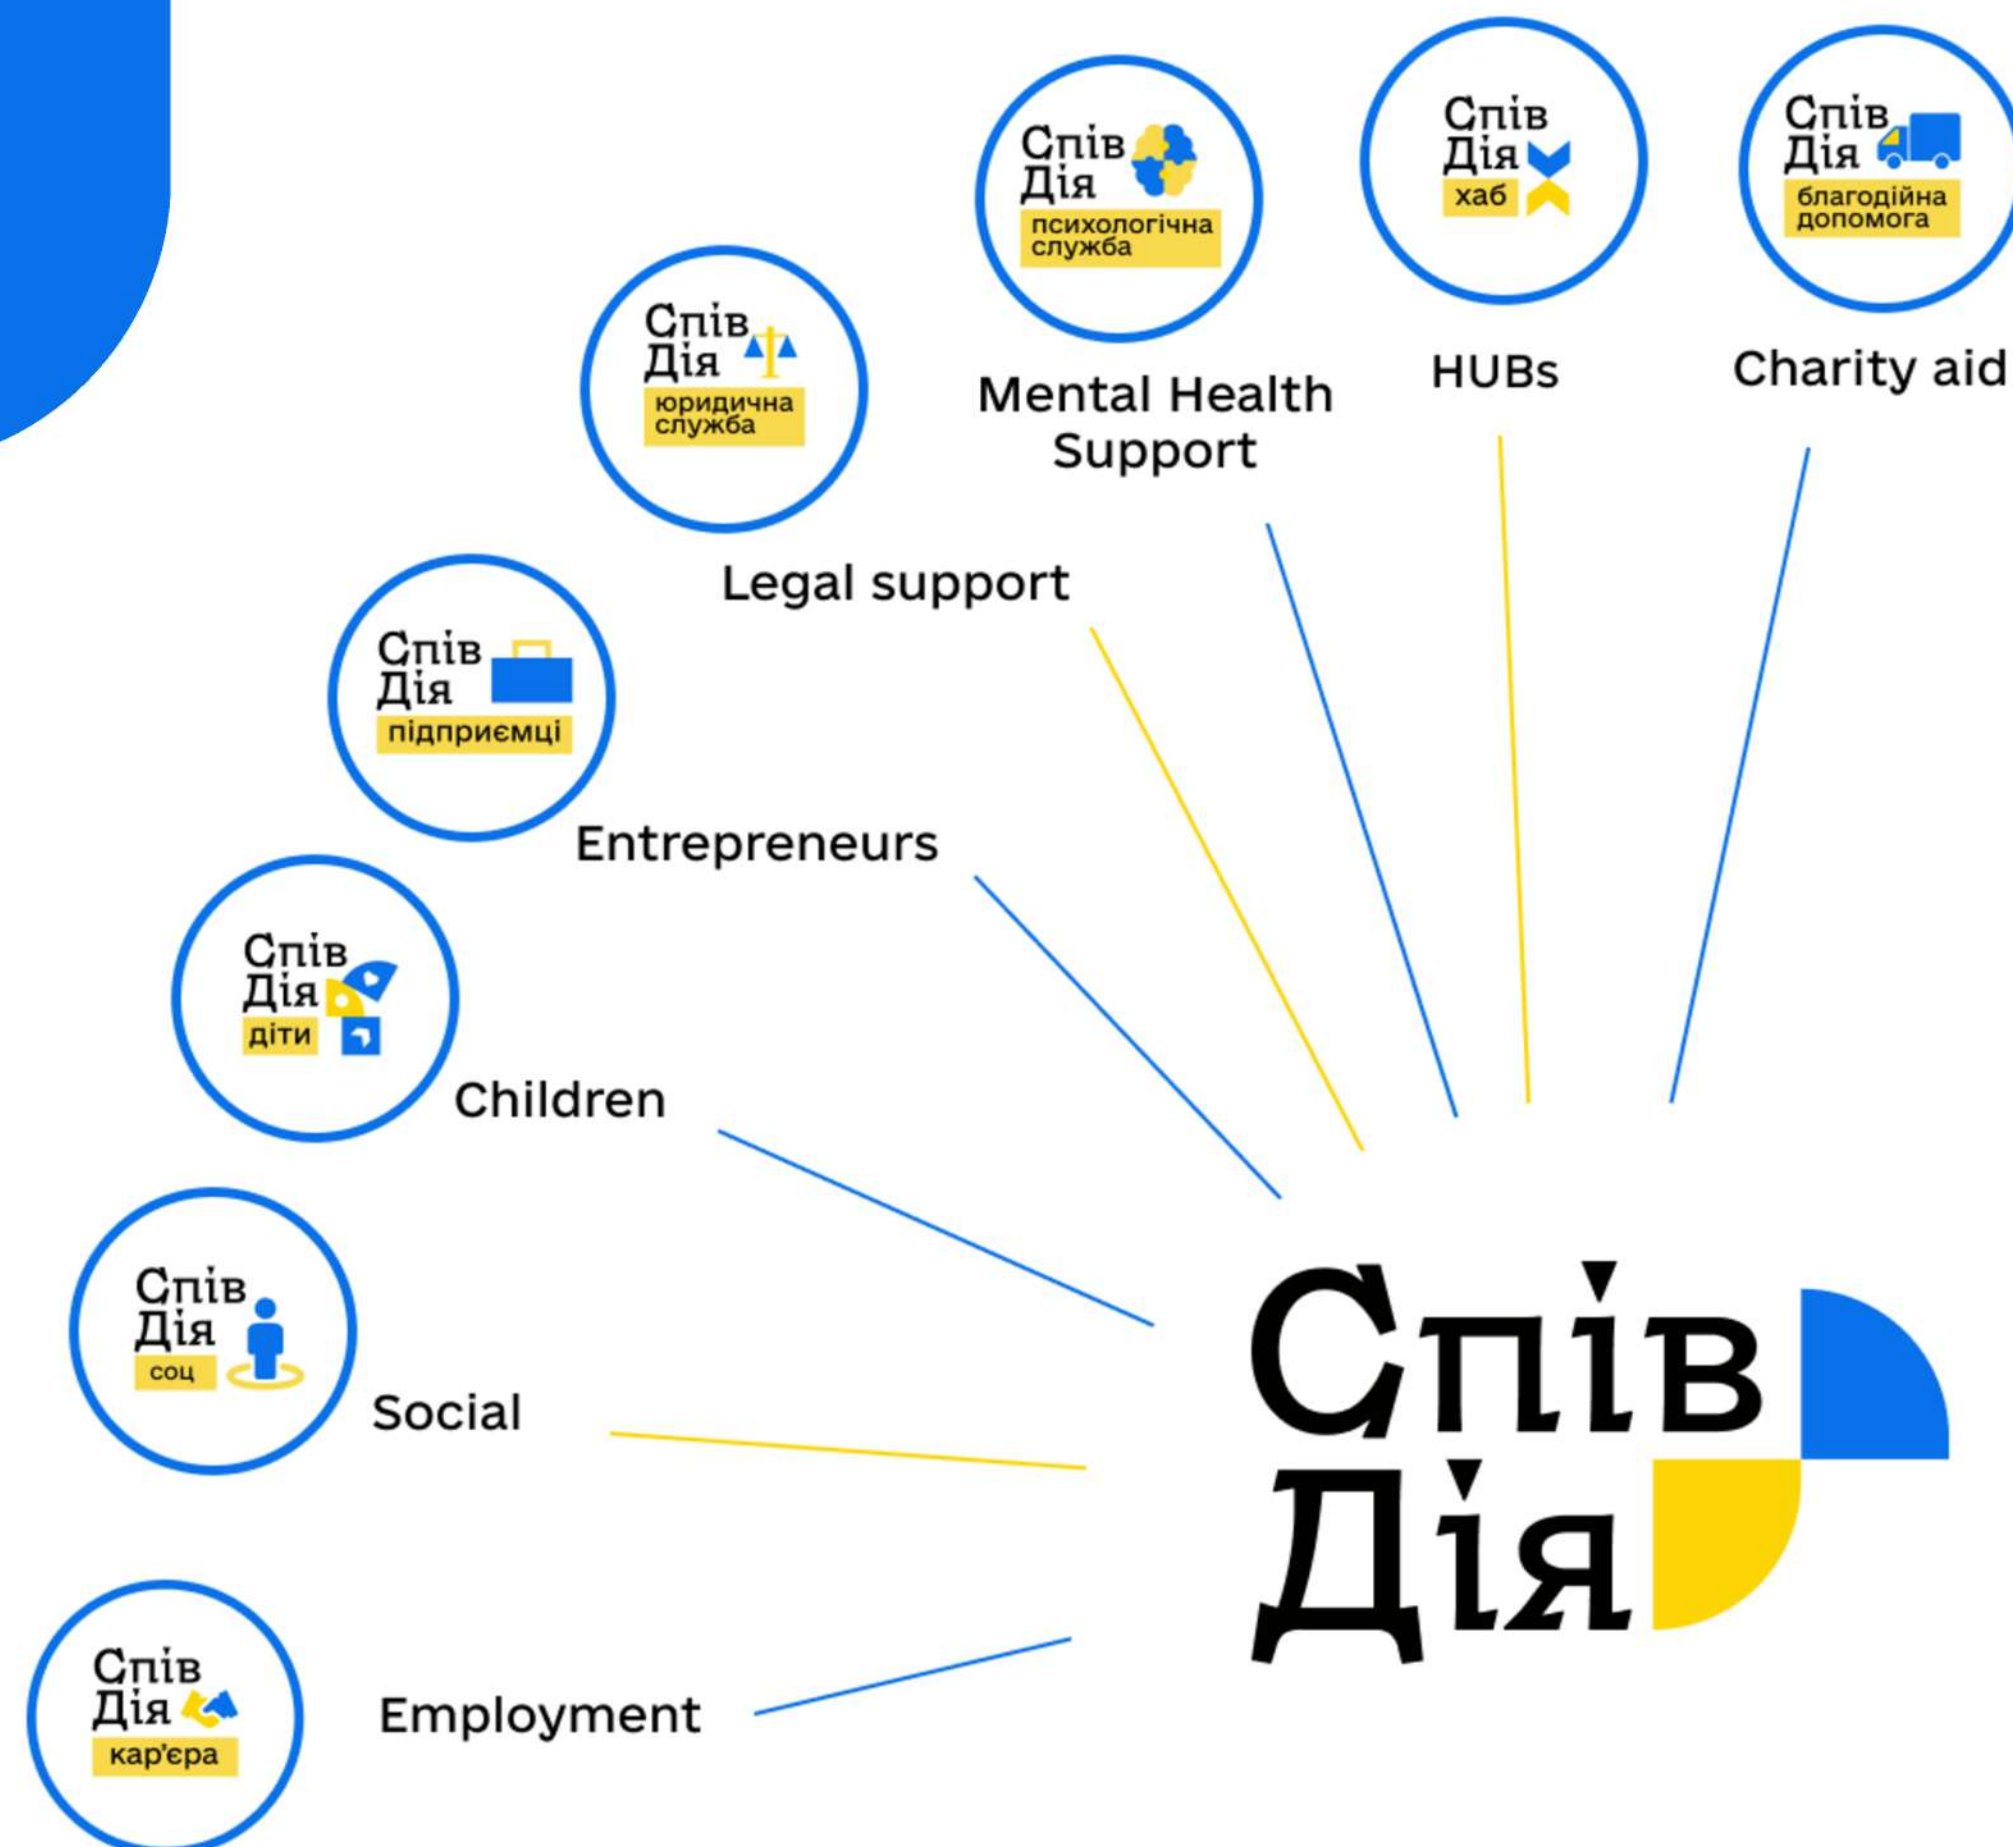 Спів
Дія
психологічна
служба
Mental Health
Support
Спів
Дія
хаб
HUBs
Спів
Дія
благодійна
допомога
Charity aid
Спів
Дія
юридична
служба
Legal support
Спів
Дія
підприємці
Entrepreneurs
Спів
Дія
діти
Children
Спів
Дія
соц
Social
Спів
Дія
кар'єра
Employment
Спів
Дія